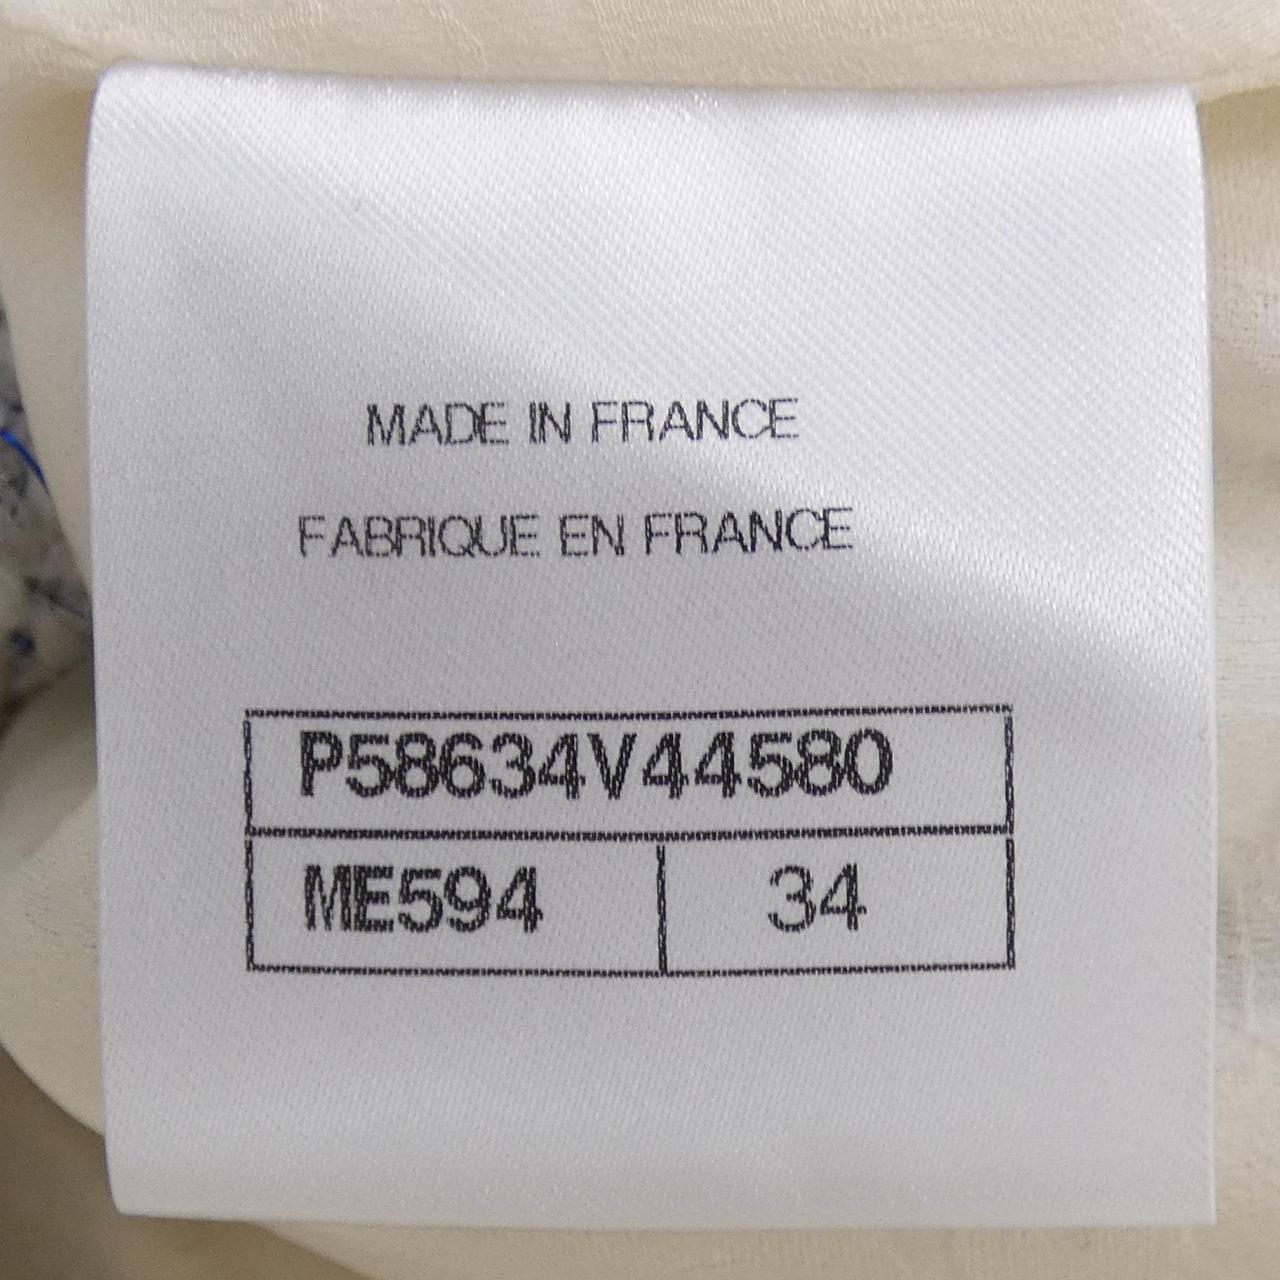 MADE IN FRANCE
FABRIQUE EN FRANCE
P58634V44580
ME594 34